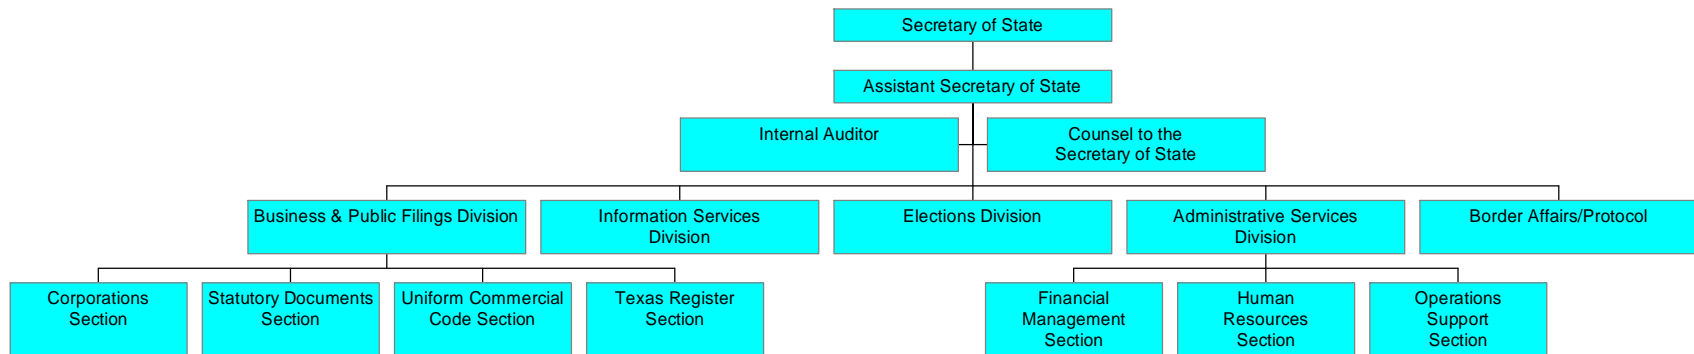 Secretary of State
Assistant Secretary of State
Internal Auditor
Counsel to the
Secretary of State
Business & Public Filings Division
Information Services
Division
Elections Division
Administrative Services
Division
Border Affairs/Protocol
Corporations
Section
Statutory Documents
Section
Uniform Commercial
Code Section
Texas Register
Section
Financial
Management
Section
Human
Resources
Section
Operations
Support
Section